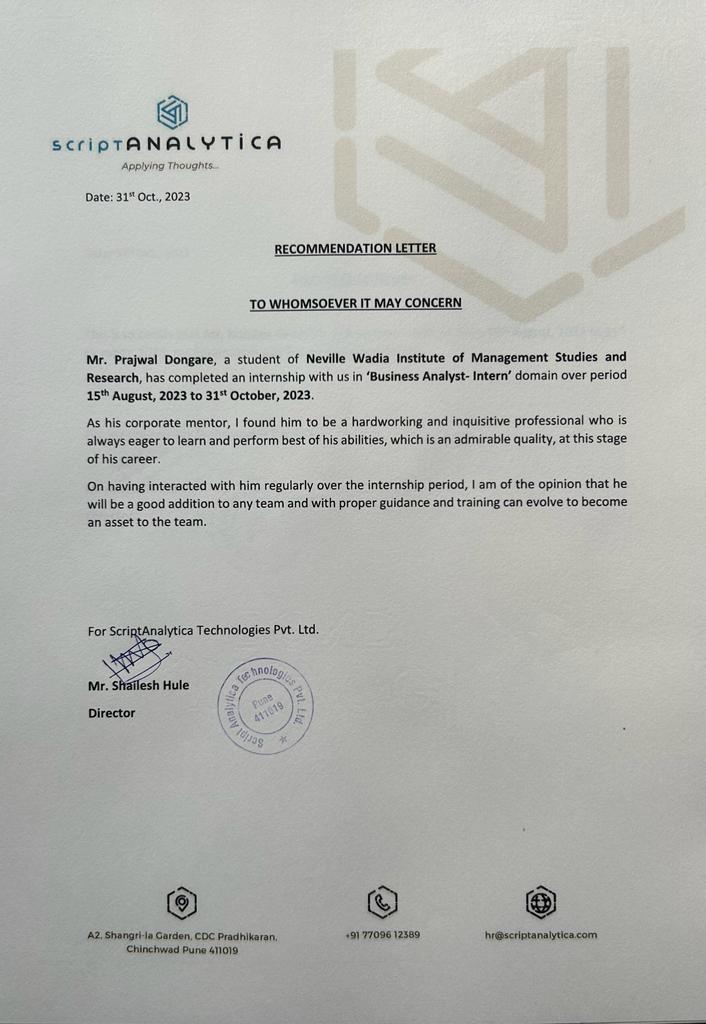 scriptANALYTiCA
Applying Thoughts...
Date: 31st Oct., 2023
RECOMMENDATION LETTER
TO WHOMSOEVER IT MAY CONCERN
Mr. Prajwal Dongare, a student of Neville Wadia Institute of Management Studies and
Research, has completed an internship with us in ‘Business Analyst- Intern’ domain over period
15th August, 2023 to 31st October, 2023.
As his corporate mentor, I found him to be a hardworking and inquisitive professional who is
always eager to learn and perform best of his abilities, which is an admirable quality, at this stage
of his career.
On having interacted with him regularly over the internship period, I am of the opinion that he
will be a good addition to any team and with proper guidance and training can evolve to become
an asset to the team.
For ScriptAnalytica Technologies Pvt. Ltd.
Mr. Shailesh Hule
Director
Script Analytica Technologies Pvt. Ltd.
Pune
411019
A2, Shangri-la Garden, CDC Pradhikaran,
Chinchwad Pune 411019
+91 77096 12389
hr@scriptanalytica.com